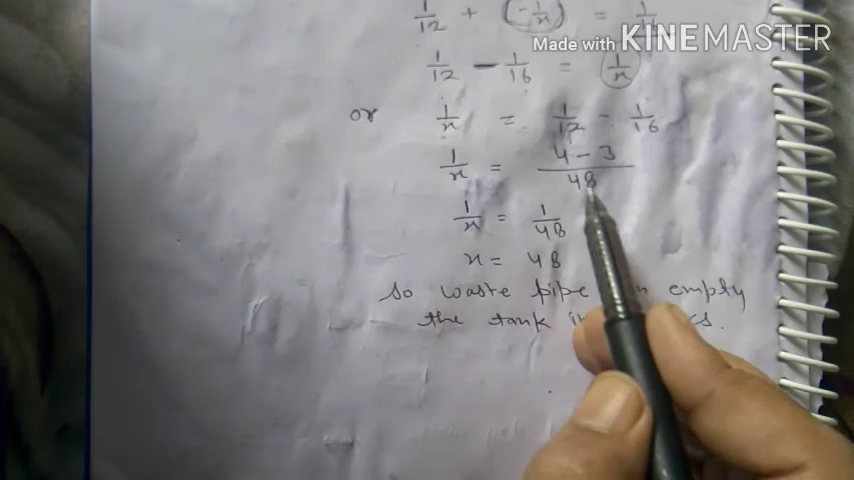 1/12 + (-1/x) = 1/16
Made with KINEMASTER
1/12 - 1/16 = 1/x
or 1/x = 1/12 - 1/16
1/x = 4-3/48
1/x = 1/48
x = 48
So waste pipe empty
the tank in